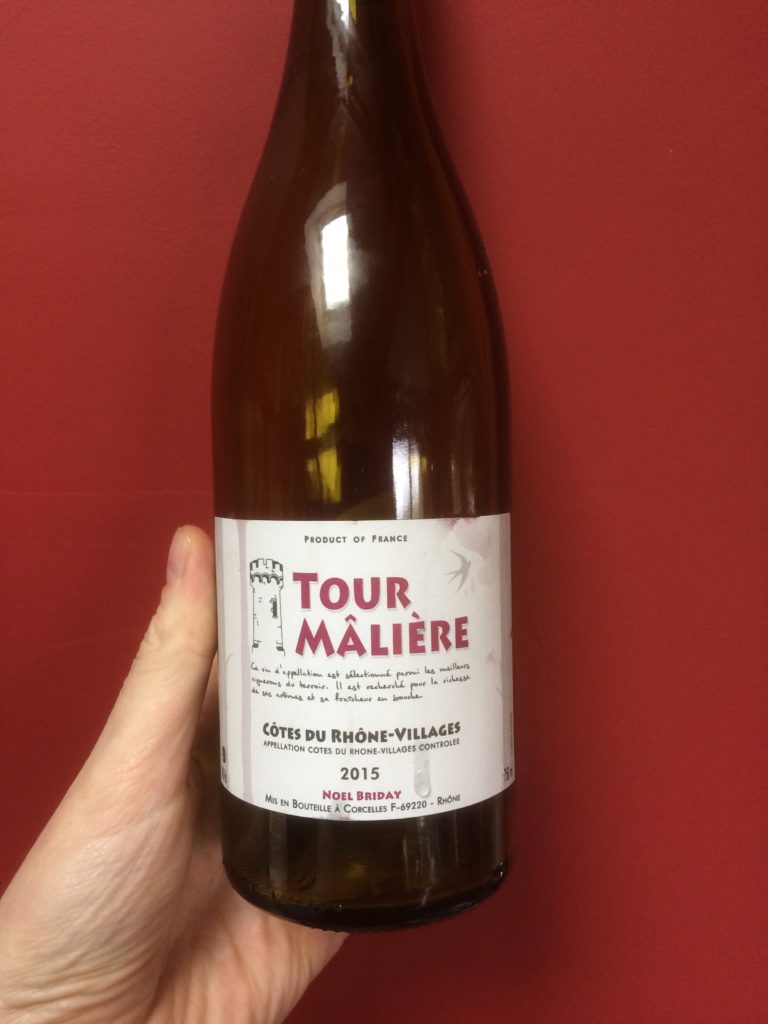 PRODUCT OF FRANCE
TOUR
MÂLIÈRE
Ce vin d'appellation est sélectionné parmi les meilleurs
vignerons du terroir. Il est recherché pour la richesse
de ses arômes et sa fraîcheur en bouche.
CÔTES DU RHÔNE-VILLAGES
APPELLATION COTES DU RHONE-VILLAGES CONTROLEE
2015
NOEL BRIDAY
MIS EN BOUTEILLE À CORCELLES F-69220 - RHÔNE